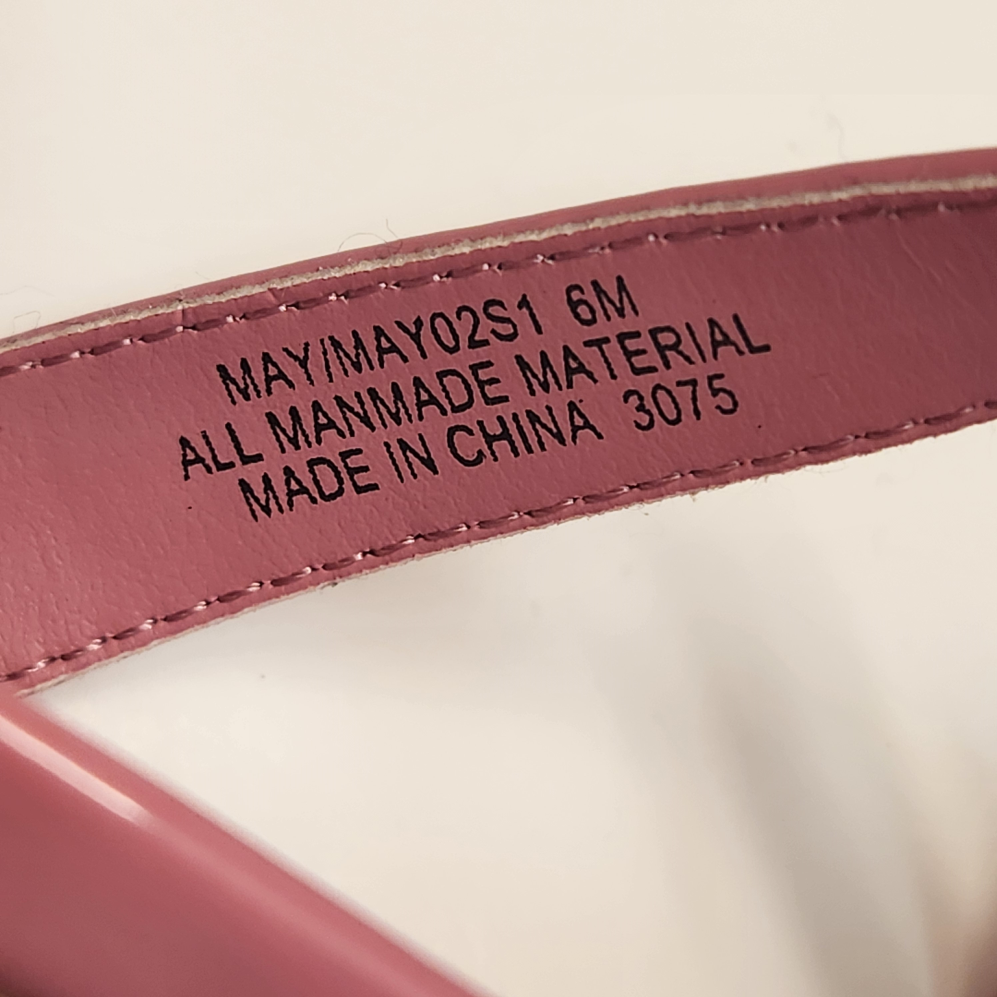 MAY/MAY02S1 6M
ALL MANMADE MATERIAL
MADE IN CHINA 3075